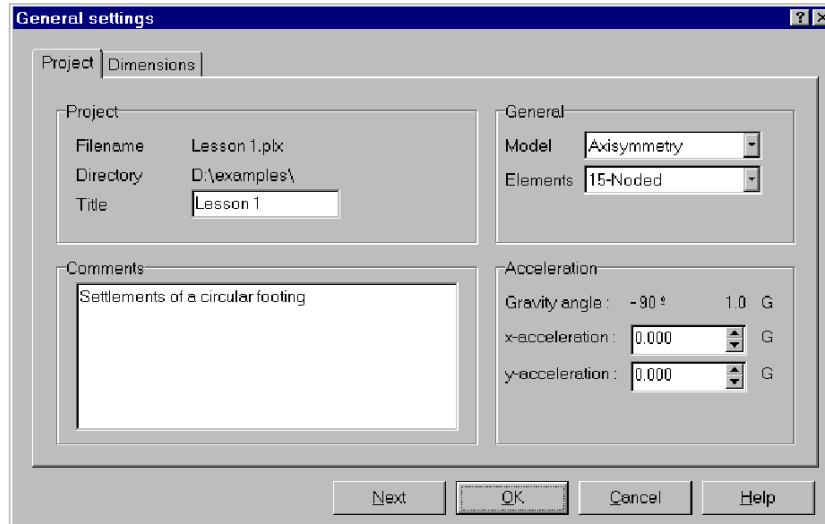 General settings
Project Dimensions
Project
Filename Lesson 1.plx
Directory D:\examples\
Title Lesson 1
General
Model Axisymmetry
Elements 15-Noded
Comments
Settlements of a circular footing
Acceleration
Gravity angle : -90 º 1.0 G
x-acceleration : 0.000 G
y-acceleration : 0.000 G
Next OK Cancel Help